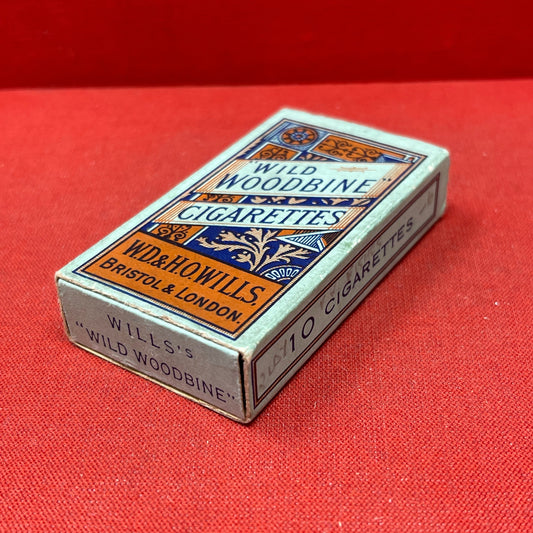 "WILD
WOODBINE"
CIGARETTES
W.D.&H.O.WILLS.
BRISTOL & LONDON.
WILLS's
"WILD WOODBINE"
10 CIGARETTES